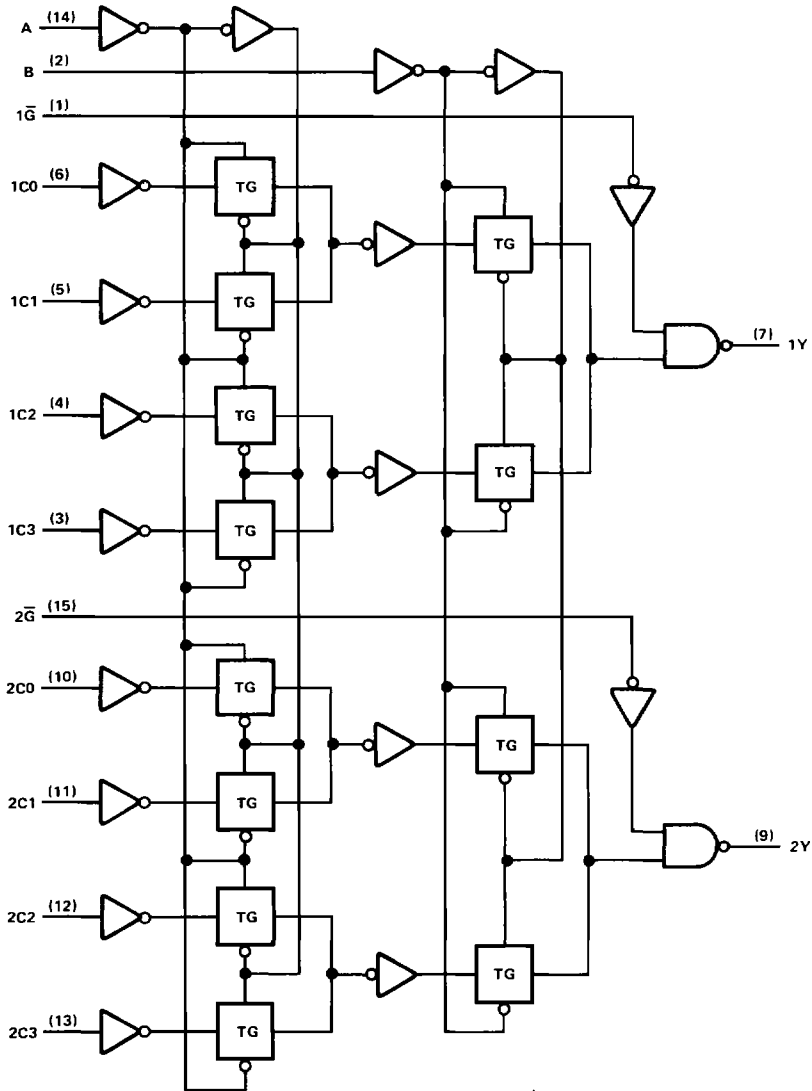 A (14)
B (2)
1G̅ (1)
1C0 (6)
TG
TG
1C1 (5)
TG
(7) 1Y
1C2 (4)
TG
TG
1C3 (3)
TG
2G̅ (15)
2C0 (10)
TG
TG
2C1 (11)
TG
(9) 2Y
2C2 (12)
TG
TG
2C3 (13)
TG